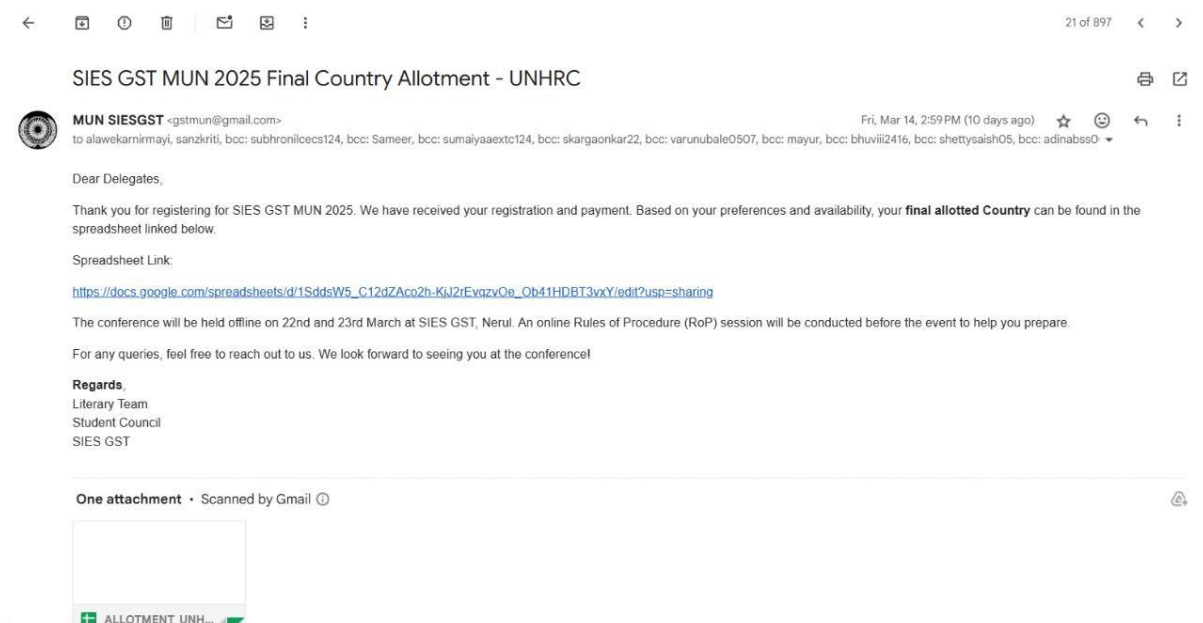 21 of 897
SIES GST MUN 2025 Final Country Allotment - UNHRC
MUN SIESGST <gstmun@gmail.com>
Fri, Mar 14, 2:59 PM (10 days ago)
to alawekarnirmayi, sanzkriti, bcc: subhronilcecs124, bcc: Sameer, bcc: sumaiyaaextc124, bcc: skargaonkar22, bcc: varunubale0507, bcc: mayur, bcc: bhuviii2416, bcc: shettysaish05, bcc: adinabss0
Dear Delegates,
Thank you for registering for SIES GST MUN 2025. We have received your registration and payment. Based on your preferences and availability, your final allotted Country can be found in the
spreadsheet linked below.
Spreadsheet Link:
https://docs.google.com/spreadsheets/d/1SddsW5_C12dZAco2h-KjJ2rEvqzvOe_Ob41HDBT3vxY/edit?usp=sharing
The conference will be held offline on 22nd and 23rd March at SIES GST, Nerul. An online Rules of Procedure (RoP) session will be conducted before the event to help you prepare.
For any queries, feel free to reach out to us. We look forward to seeing you at the conference!
Regards,
Literary Team
Student Council
SIES GST
One attachment • Scanned by Gmail
ALLOTMENT UNH...